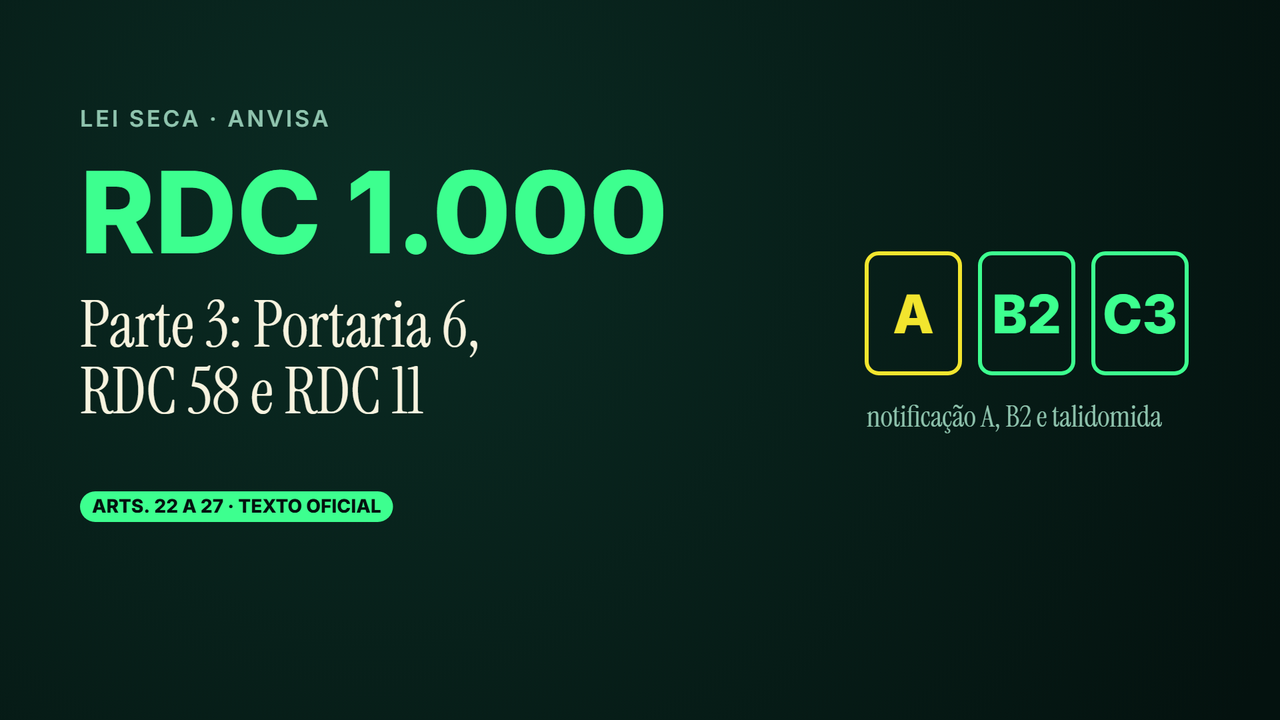 LEI SECA · ANVISA
RDC 1.000
Parte 3: Portaria 6,
RDC 58 e RDC 11
ARTS. 22 A 27 · TEXTO OFICIAL
A B2 C3
notificação A, B2 e talidomida